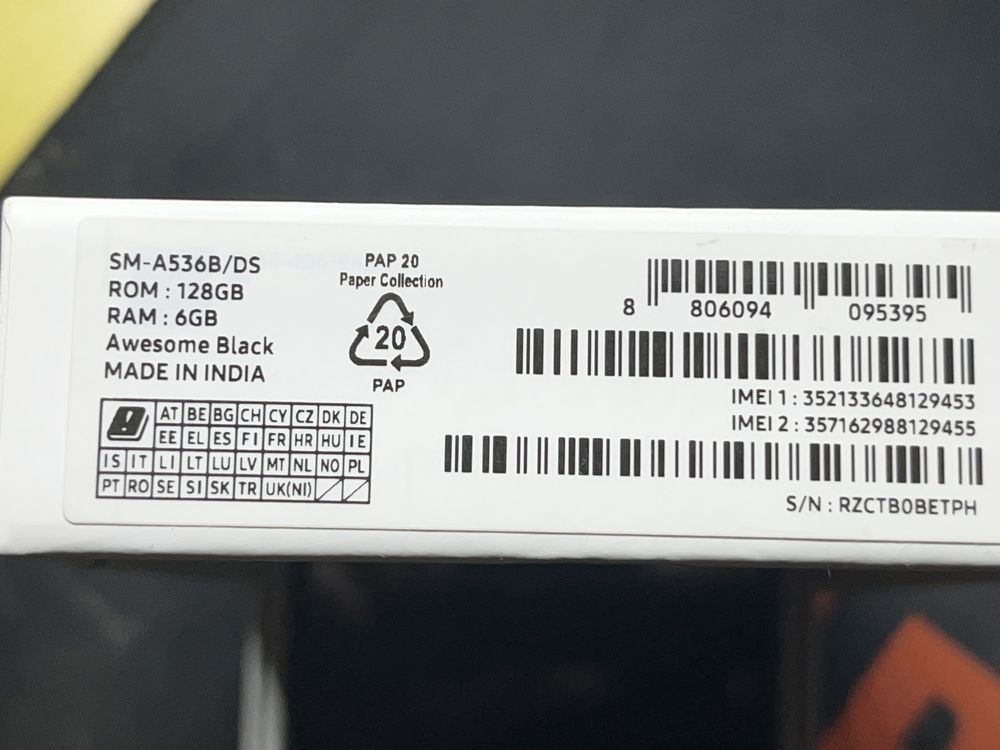 SM-A536B/DS
ROM : 128GB
RAM : 6GB
Awesome Black
MADE IN INDIA
PAP 20
Paper Collection
20
PAP
AT BE BG CH CY CZ DK DE
EE EL ES FI FR HR HU IE
IS IT LI LT LU LV MT NL NO PL
PT RO SE SI SK TR UK(NI)
8 806094 095395
IMEI 1 : 352133648129453
IMEI 2 : 357162988129455
S/N : RZCTB0BETPH